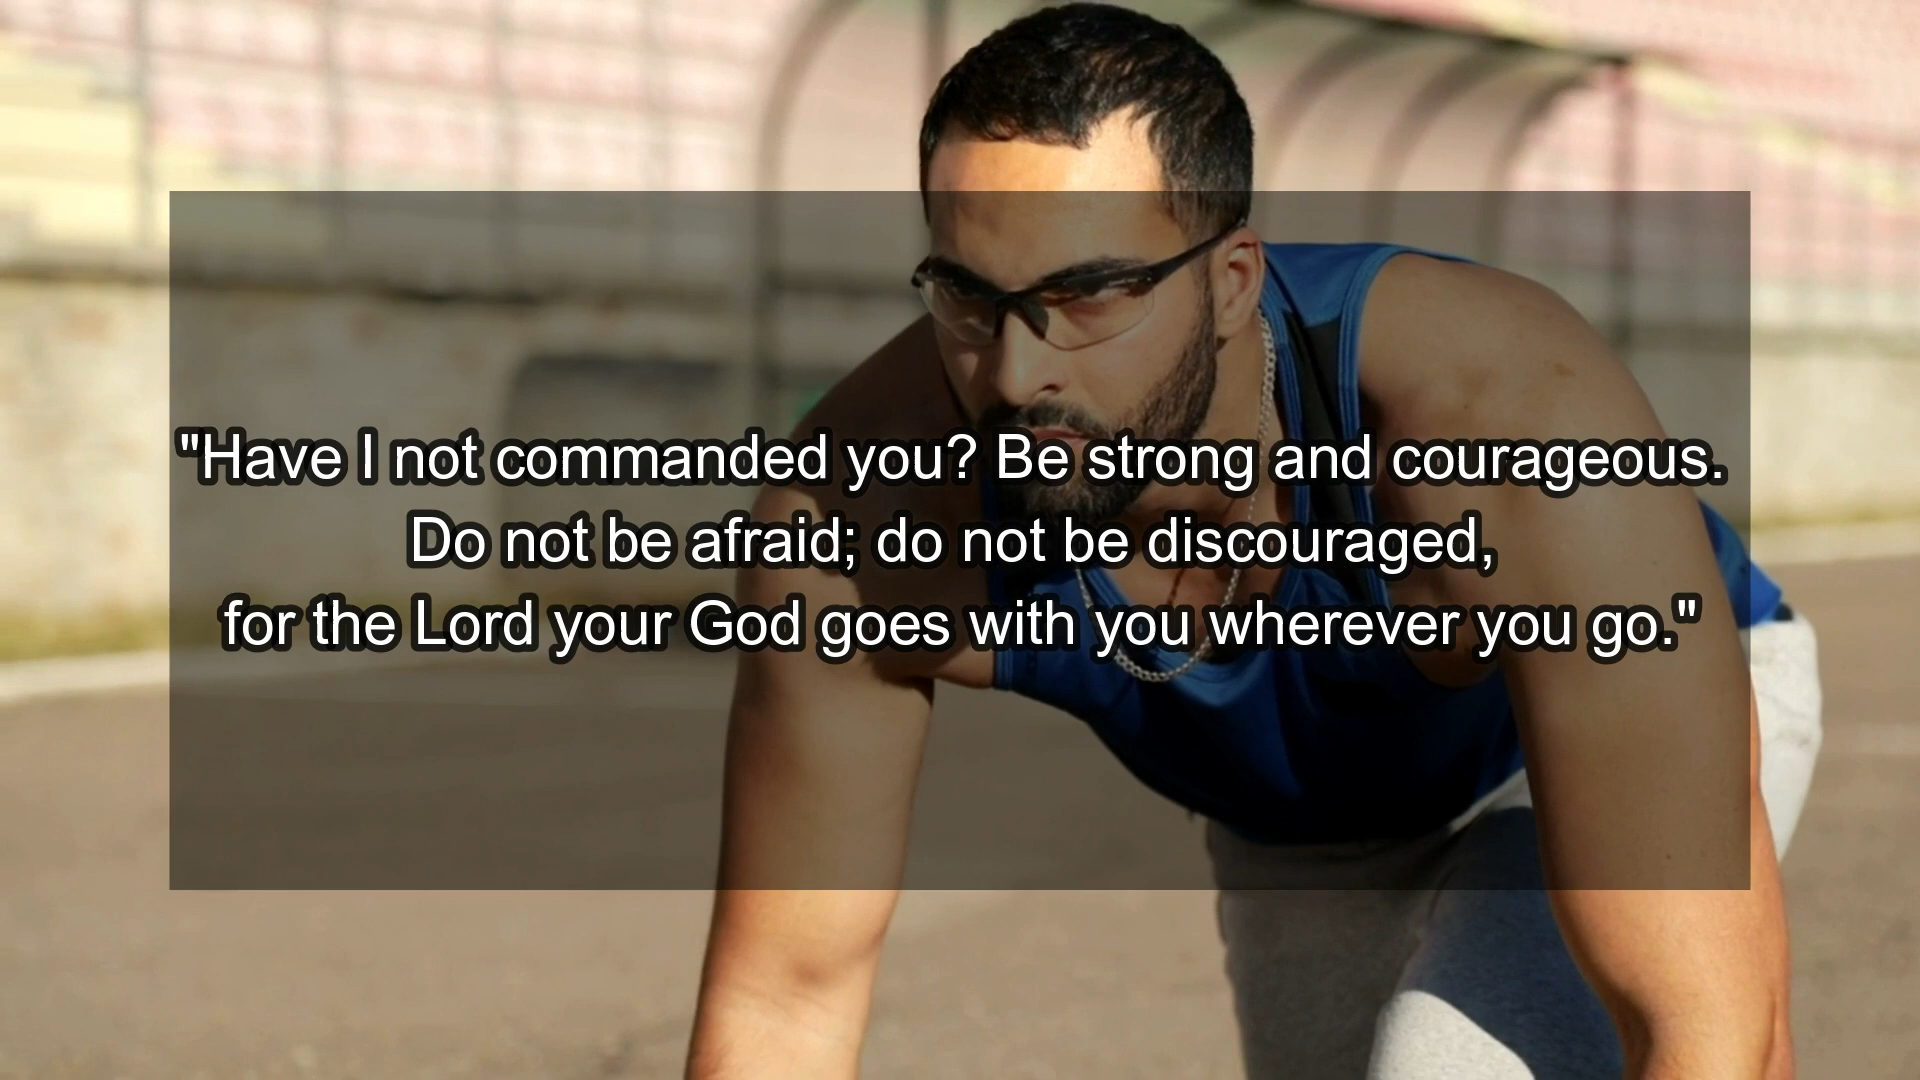 "Have I not commanded you? Be strong and courageous.
Do not be afraid; do not be discouraged,
for the Lord your God goes with you wherever you go."